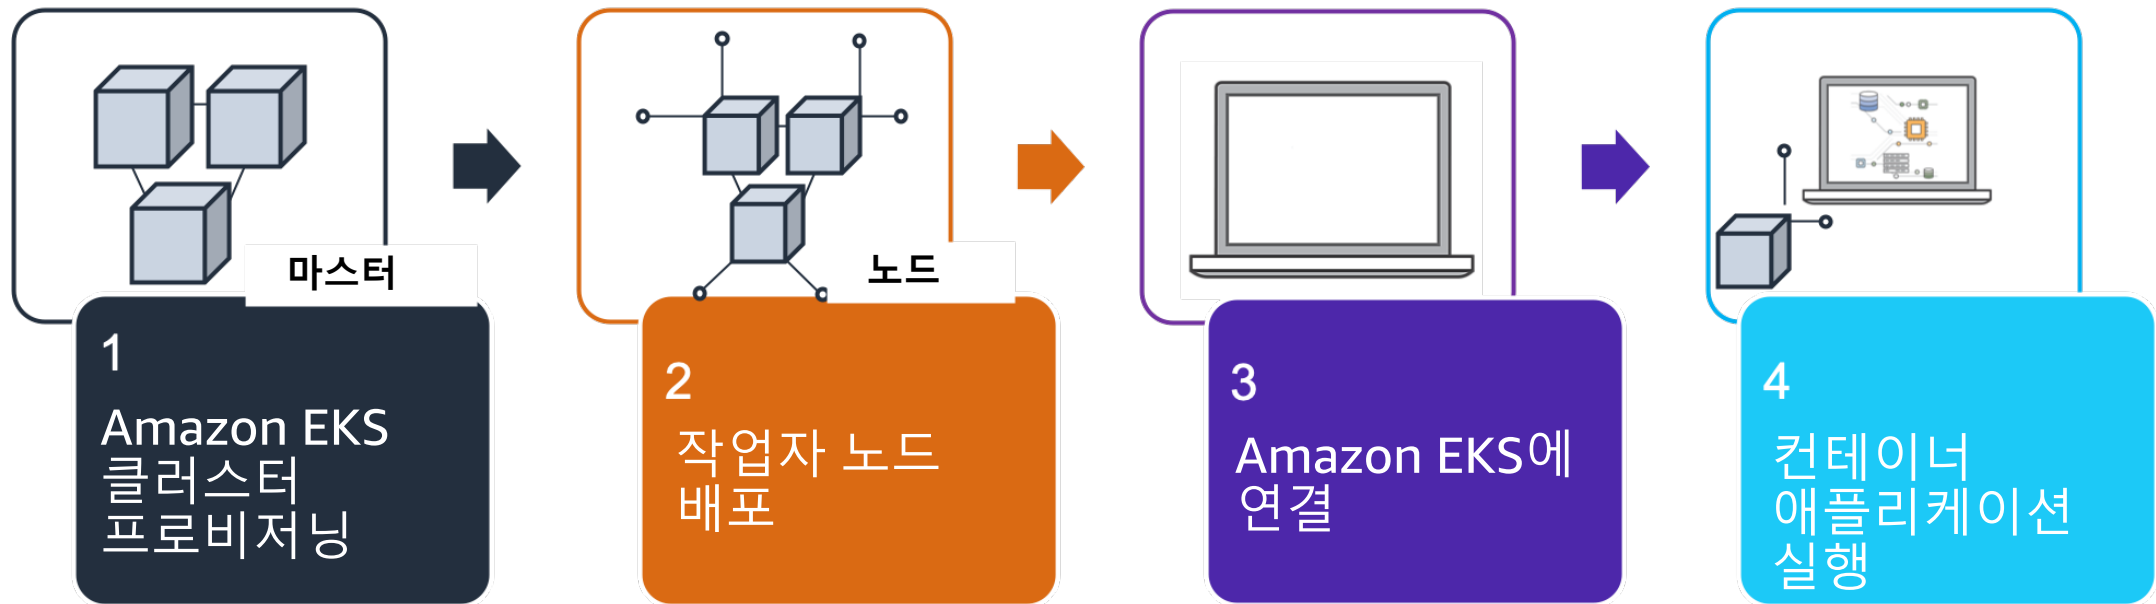 마스터
1
Amazon EKS
클러스터
프로비저닝
노드
2
작업자 노드
배포
3
Amazon EKS에
연결
4
컨테이너
애플리케이션
실행